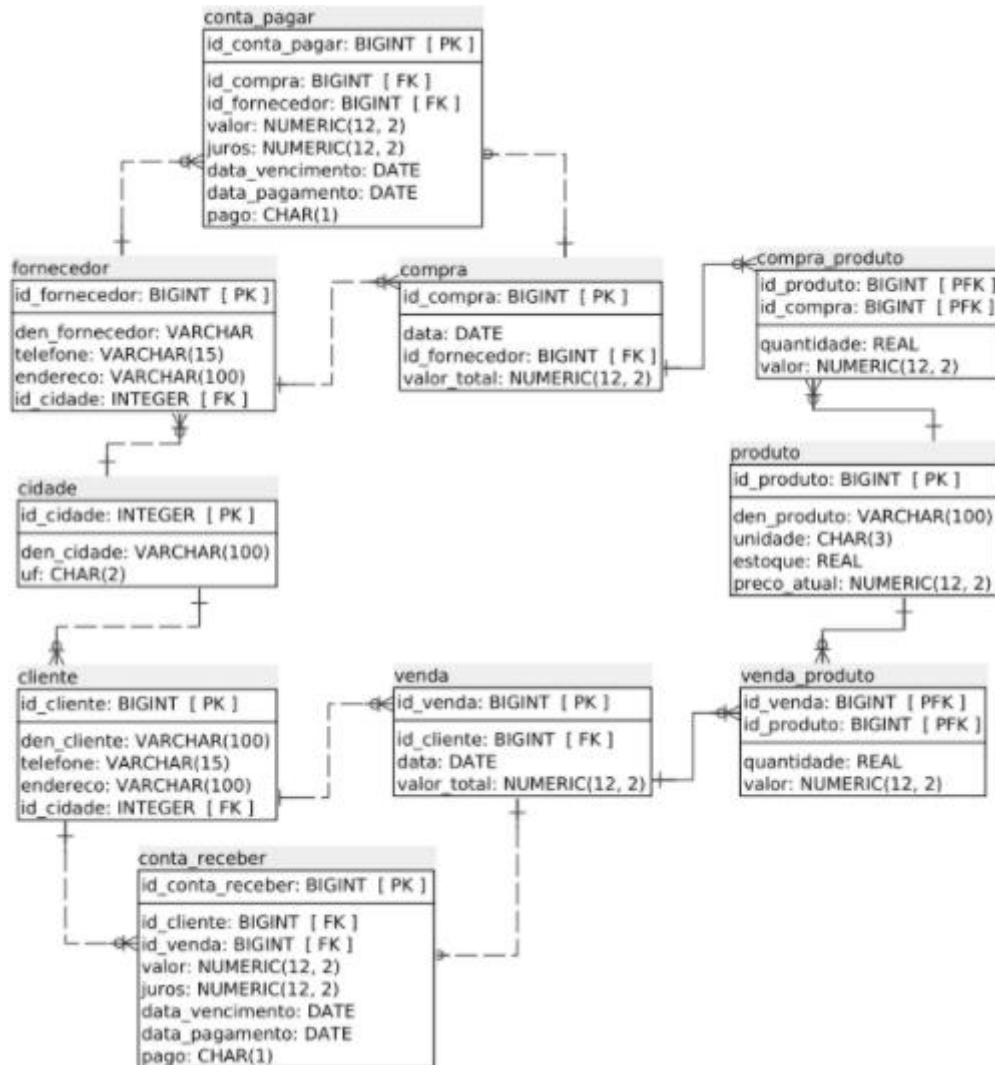 conta_pagar
id_conta_pagar: BIGINT [ PK ]
id_compra: BIGINT [ FK ]
id_fornecedor: BIGINT [ FK ]
valor: NUMERIC(12, 2)
juros: NUMERIC(12, 2)
data_vencimento: DATE
data_pagamento: DATE
pago: CHAR(1)
fornecedor
id_fornecedor: BIGINT [ PK ]
den_fornecedor: VARCHAR
telefone: VARCHAR(15)
endereco: VARCHAR(100)
id_cidade: INTEGER [ FK ]
compra
id_compra: BIGINT [ PK ]
data: DATE
id_fornecedor: BIGINT [ FK ]
valor_total: NUMERIC(12, 2)
compra_produto
id_produto: BIGINT [ PFK ]
id_compra: BIGINT [ PFK ]
quantidade: REAL
valor: NUMERIC(12, 2)
cidade
id_cidade: INTEGER [ PK ]
den_cidade: VARCHAR(100)
uf: CHAR(2)
produto
id_produto: BIGINT [ PK ]
den_produto: VARCHAR(100)
unidade: CHAR(3)
estoque: REAL
preco_atual: NUMERIC(12, 2)
cliente
id_cliente: BIGINT [ PK ]
den_cliente: VARCHAR(100)
telefone: VARCHAR(15)
endereco: VARCHAR(100)
id_cidade: INTEGER [ FK ]
venda
id_venda: BIGINT [ PK ]
id_cliente: BIGINT [ FK ]
data: DATE
valor_total: NUMERIC(12, 2)
venda_produto
id_venda: BIGINT [ PFK ]
id_produto: BIGINT [ PFK ]
quantidade: REAL
valor: NUMERIC(12, 2)
conta_receber
id_conta_receber: BIGINT [ PK ]
id_cliente: BIGINT [ FK ]
id_venda: BIGINT [ FK ]
valor: NUMERIC(12, 2)
juros: NUMERIC(12, 2)
data_vencimento: DATE
data_pagamento: DATE
pago: CHAR(1)